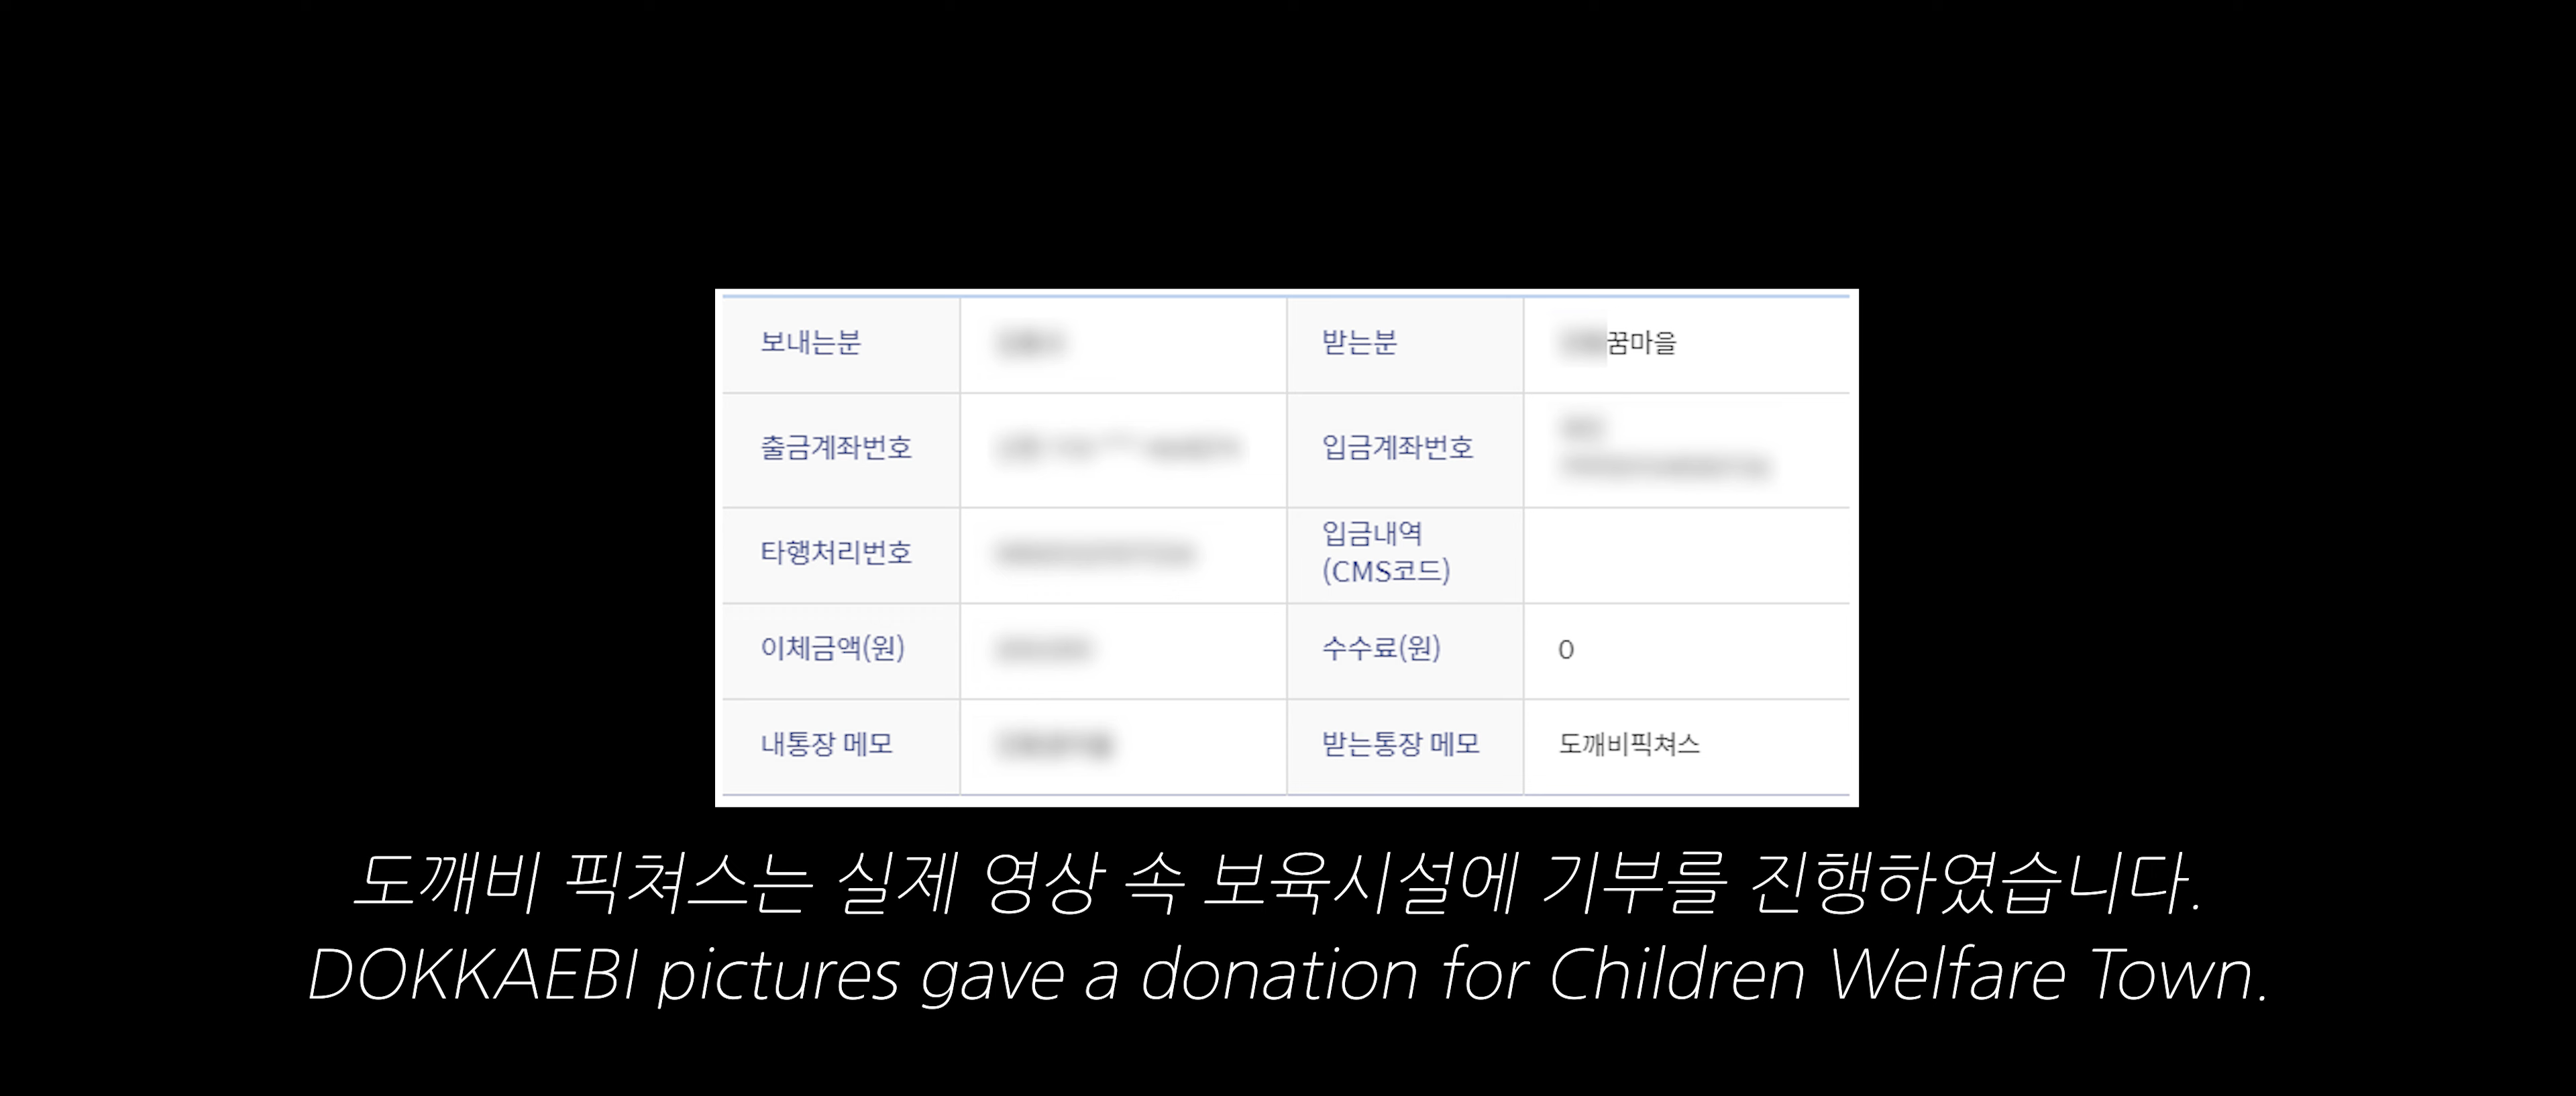 보내는분 받는분 꿈마을
출금계좌번호 입금계좌번호
타행처리번호 입금내역
(CMS코드)
이체금액(원) 수수료(원) 0
내통장 메모 받는통장 메모 도깨비픽쳐스
도깨비 픽쳐스는 실제 영상 속 보육시설에 기부를 진행하였습니다.
DOKKAEBI pictures gave a donation for Children Welfare Town.